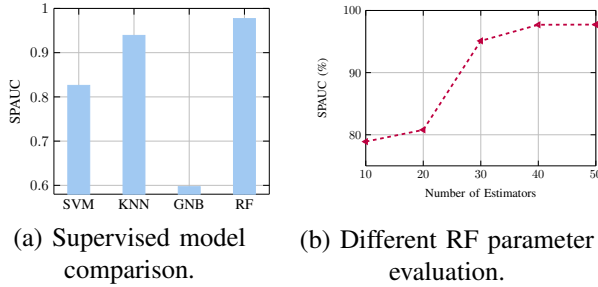 1
0.9
0.8
0.7
0.6
SPAUC
SVM KNN GNB RF
(a) Supervised model
comparison.
100
90
80
SPAUC (%)
10 20 30 40 50
Number of Estimators
(b) Different RF parameter
evaluation.